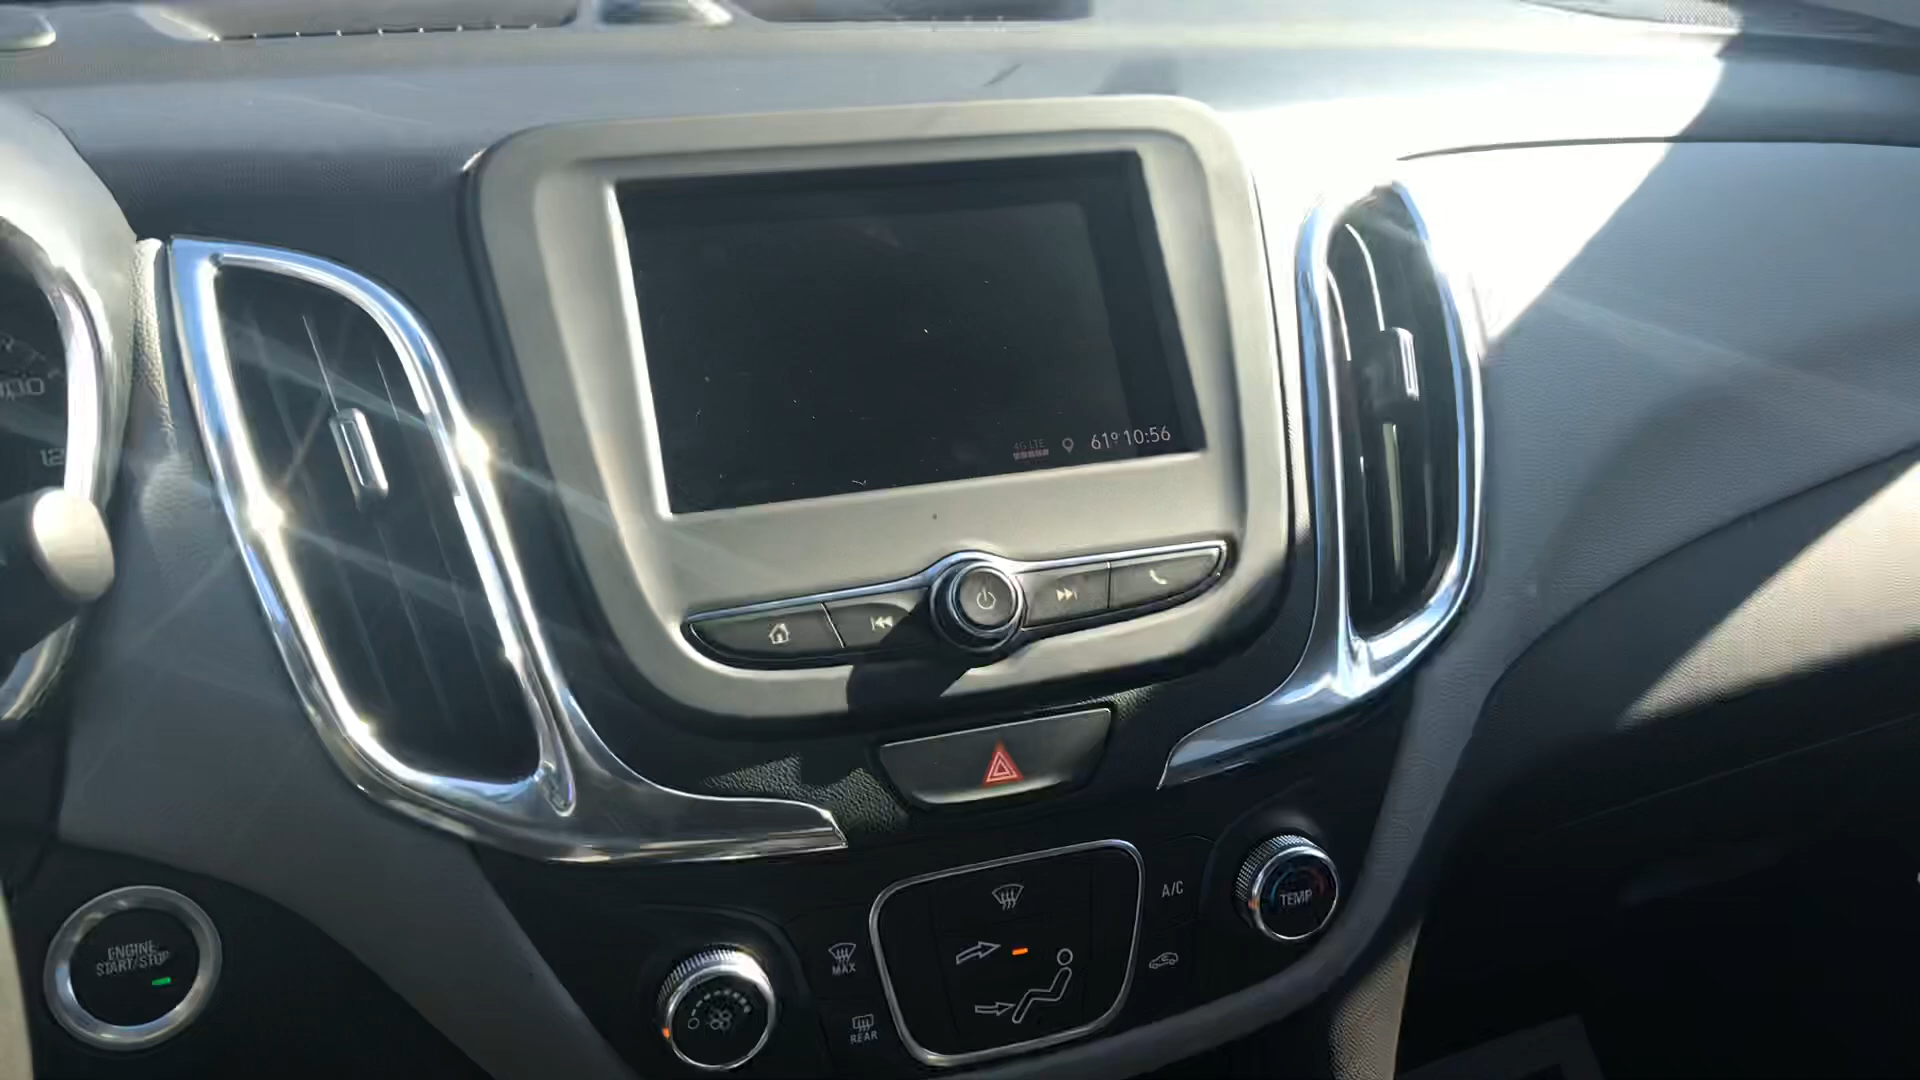 4G LTE
61° 10:56
ENGINE
START/STOP
MAX
REAR
A/C
TEMP